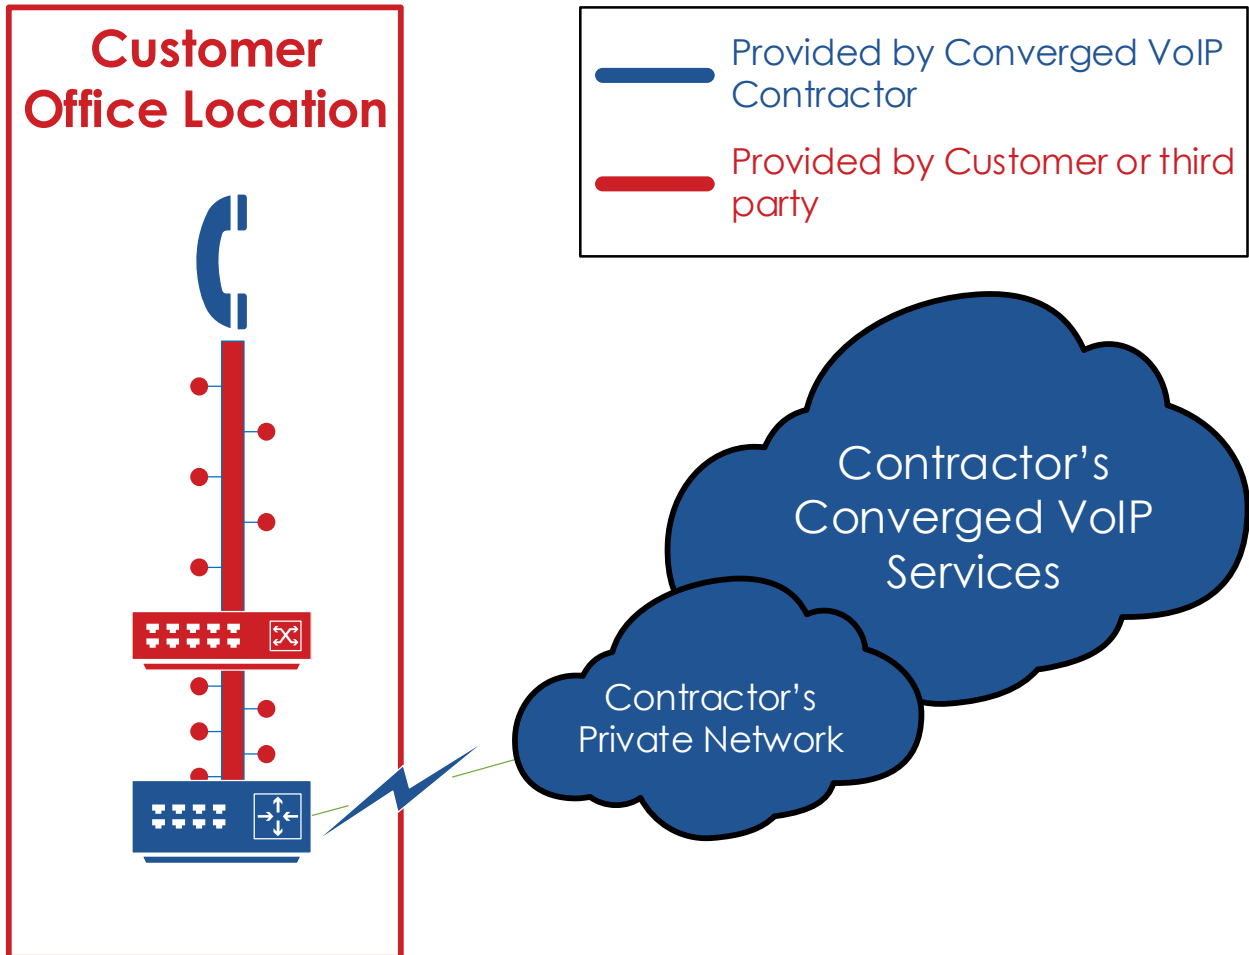 Customer
Office Location
Provided by Converged VoIP
Contractor
Provided by Customer or third
party
Contractor’s
Converged VoIP
Services
Contractor’s
Private Network